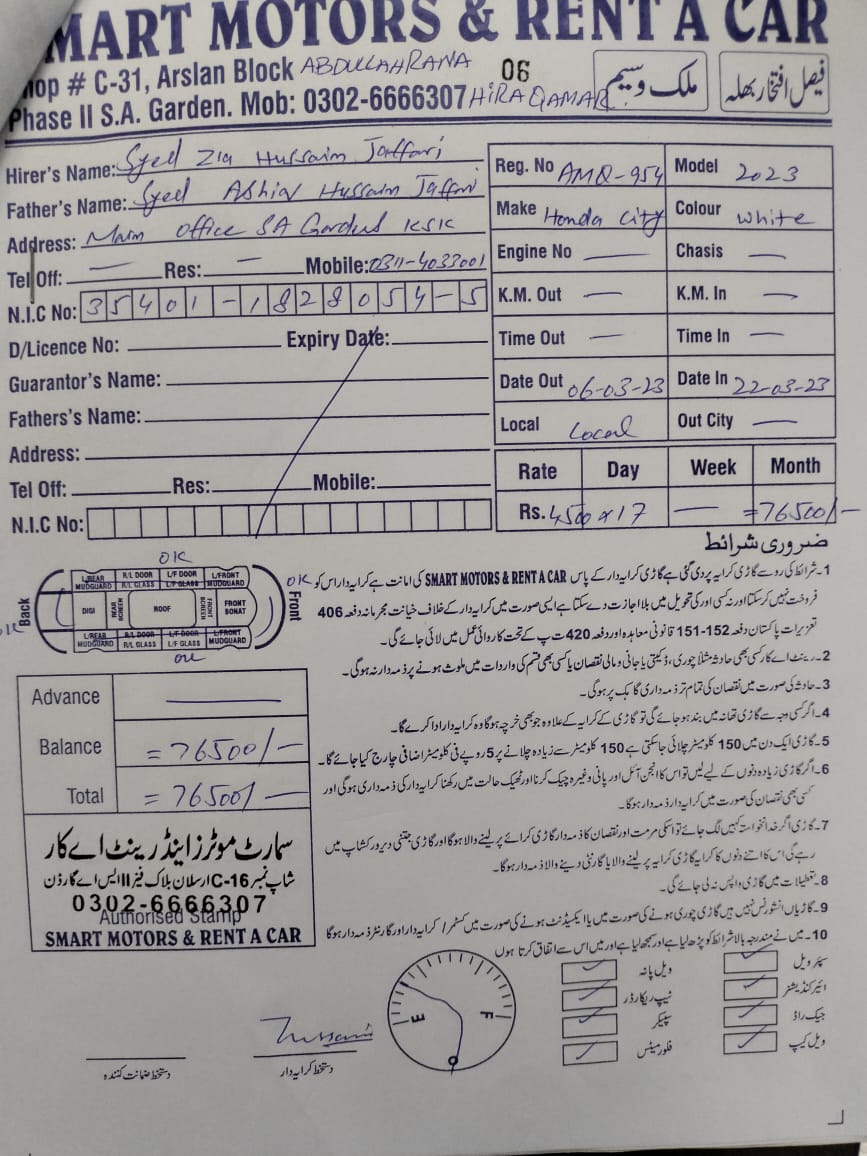 SMART MOTORS & RENT A CAR
Shop # C-31, Arslan Block ABDULLAH RANA 06
ملک وسیم
فیصل افتخار بھلہ
Phase II S.A. Garden. Mob: 0302-6666307 HIRA QAMAR
Hirer's Name: Syed Zia Hussain Jaffari
Father's Name: Syed Ashiq Hussain Jaffari
Address: Main Office SA Garden KSK
Tel Off: — Res: — Mobile: 0311-4033001
N.I.C No: 35401-1828054-5
D/Licence No: Expiry Date:
Guarantor's Name:
Fathers's Name:
Address:
Tel Off: Res: Mobile:
N.I.C No:
Reg. No AMQ-954 Model 2023
Make Honda City Colour White
Engine No — Chasis —
K.M. Out — K.M. In —
Time Out — Time In —
Date Out 06-03-23 Date In 22-03-23
Local Local Out City —
Rate Day Week Month
Rs. 4500 x 17 — =76500/-
ضروری شرائط
1۔شرائط کی رو سے گاڑی کرایہ پر دی گئی ہے گاڑی کرایہ دار کے پاس SMART MOTORS & RENT A CAR کی امانت ہے کرایہ دار اس کو
فروخت نہیں کر سکتا اور نہ کسی اور کی تحویل میں بلا اجازت دے سکتا ہے ایسی صورت میں کرایہ دار کے خلاف خیانت مجرمانہ دفعہ 406
تعزیرات پاکستان دفعہ 152-151 قانونی معاہدہ اور دفعہ 420 ت پ کے تحت کاروائی عمل میں لائی جائے گی۔
2۔رینٹ اے کار کسی بھی حادثہ مثلاً چوری، ڈکیتی یا جانی و مالی نقصان یا کسی بھی قسم کی واردات میں ملوث ہونے پر ذمہ دار نہ ہوگی۔
3۔حادثہ کی صورت میں نقصان کی تمام تر ذمہ داری گاہک پر ہوگی۔
4۔اگر کسی وجہ سے گاڑی تھانہ میں بند ہو جائے گی تو گاڑی کے کرایہ کے علاوہ جو بھی خرچہ ہوگا وہ کرایہ دار ادا کرے گا۔
5۔گاڑی ایک دن میں 150 کلومیٹر چلائی جا سکتی ہے 150 کلومیٹر سے زیادہ چلانے پر 5 روپے فی کلومیٹر اضافی چارج کیا جائے گا۔
6۔اگر گاڑی زیادہ دنوں کے لیے لیں تو اس کا انجن آئل اور پانی وغیرہ چیک کرنا اور ٹھیک حالت میں رکھنا کرایہ دار کی ذمہ داری ہوگی اور
کسی بھی نقصان کی صورت میں کرایہ دار ذمہ دار ہوگا۔
7۔گاڑی اگر خدانخواستہ کہیں لگ جائے تو اسکی مرمت اور نقصان کا ذمہ دار گاڑی کرائے پر لینے والا ہوگا اور گاڑی جتنی دیر ورکشاپ میں
رہے گی اس کا اتنے دنوں کا کرایہ گاڑی کرایہ پر لینے والا یا گارنٹی دینے والا ذمہ دار ہوگا۔
8۔تعطیلات میں گاڑی واپس نہ لی جائے گی۔
9۔گاڑیاں انشورنس نہیں ہیں گاڑی چوری ہونے کی صورت میں یا ایکسیڈنٹ ہونے کی صورت میں کسٹمر / کرایہ دار اور گارنٹر ذمہ دار ہوگا
10۔میں نے مندرجہ بالا شرائط کو پڑھ لیا ہے اور سمجھ لیا ہے اور میں اس سے اتفاق کرتا ہوں
OK
L/REAR MUDGUARD R/L DOOR R/L GLASS L/F DOOR L/F GLASS L/FRONT MUDGUARD
OK Back DIGI REAR SCREEN ROOF FRONT SCREEN FRONT BONAT Front OK
L/REAR MUDGUARD R/L DOOR R/L GLASS L/F DOOR L/F GLASS L/FRONT MUDGUARD
OK
Advance —
Balance =76500/-
Total =76500/-
سمارٹ موٹرز اینڈ رینٹ اے کار
شاپ نمبر C-16 ارسلان بلاک فیز II ایس اے گارڈن
0302-6666307
Authorised Stamp
SMART MOTORS & RENT A CAR
E F
سپئر ویل
ویل پانہ
ائیر کنڈیشنر
ٹیپ ریکارڈر
جیک راڈ
سپیکر
ویل کیپ
فلور میٹس
Hussain
دستخط کرایہ دار
دستخط ضمانت کنندہ